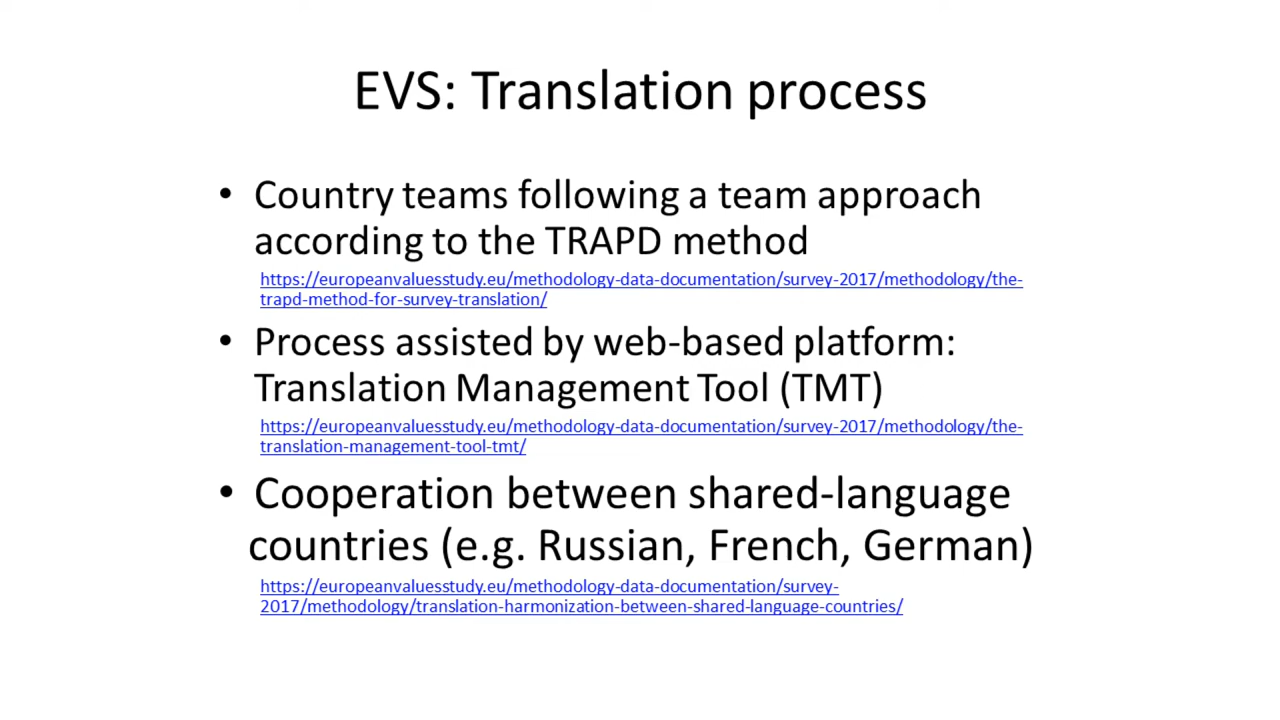 EVS: Translation process
• Country teams following a team approach
according to the TRAPD method
https://europeanvaluesstudy.eu/methodology-data-documentation/survey-2017/methodology/the-
trapd-method-for-survey-translation/
• Process assisted by web-based platform:
Translation Management Tool (TMT)
https://europeanvaluesstudy.eu/methodology-data-documentation/survey-2017/methodology/the-
translation-management-tool-tmt/
• Cooperation between shared-language
countries (e.g. Russian, French, German)
https://europeanvaluesstudy.eu/methodology-data-documentation/survey-
2017/methodology/translation-harmonization-between-shared-language-countries/